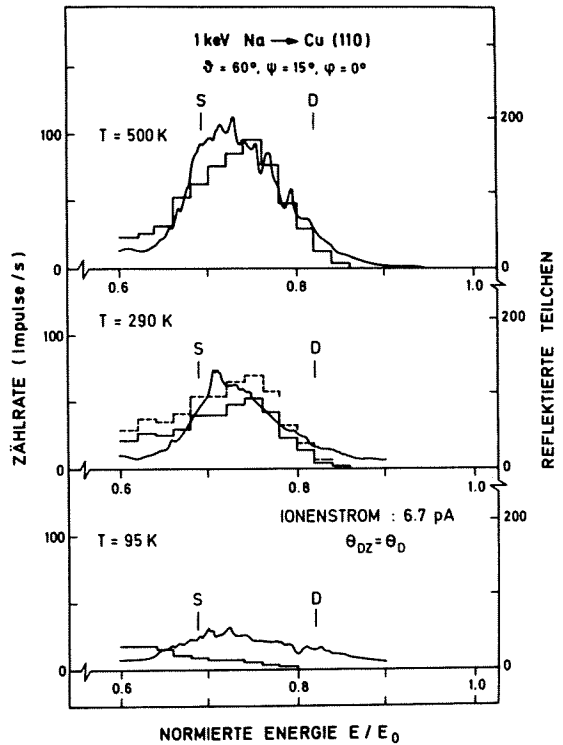 1 keV Na → Cu (110)
ϑ = 60°, ψ = 15°, φ = 0°
S D
T = 500 K
100
0
200
0
0.6 0.8 1.0
T = 290 K
S D
100
0
200
0
0.6 0.8 1.0
IONENSTROM : 6.7 pA
T = 95 K
θDZ = θD
S D
100
0
200
0
0.6 0.8 1.0
ZÄHLRATE (Impulse/s)
REFLEKTIERTE TEILCHEN
NORMIERTE ENERGIE E/E₀